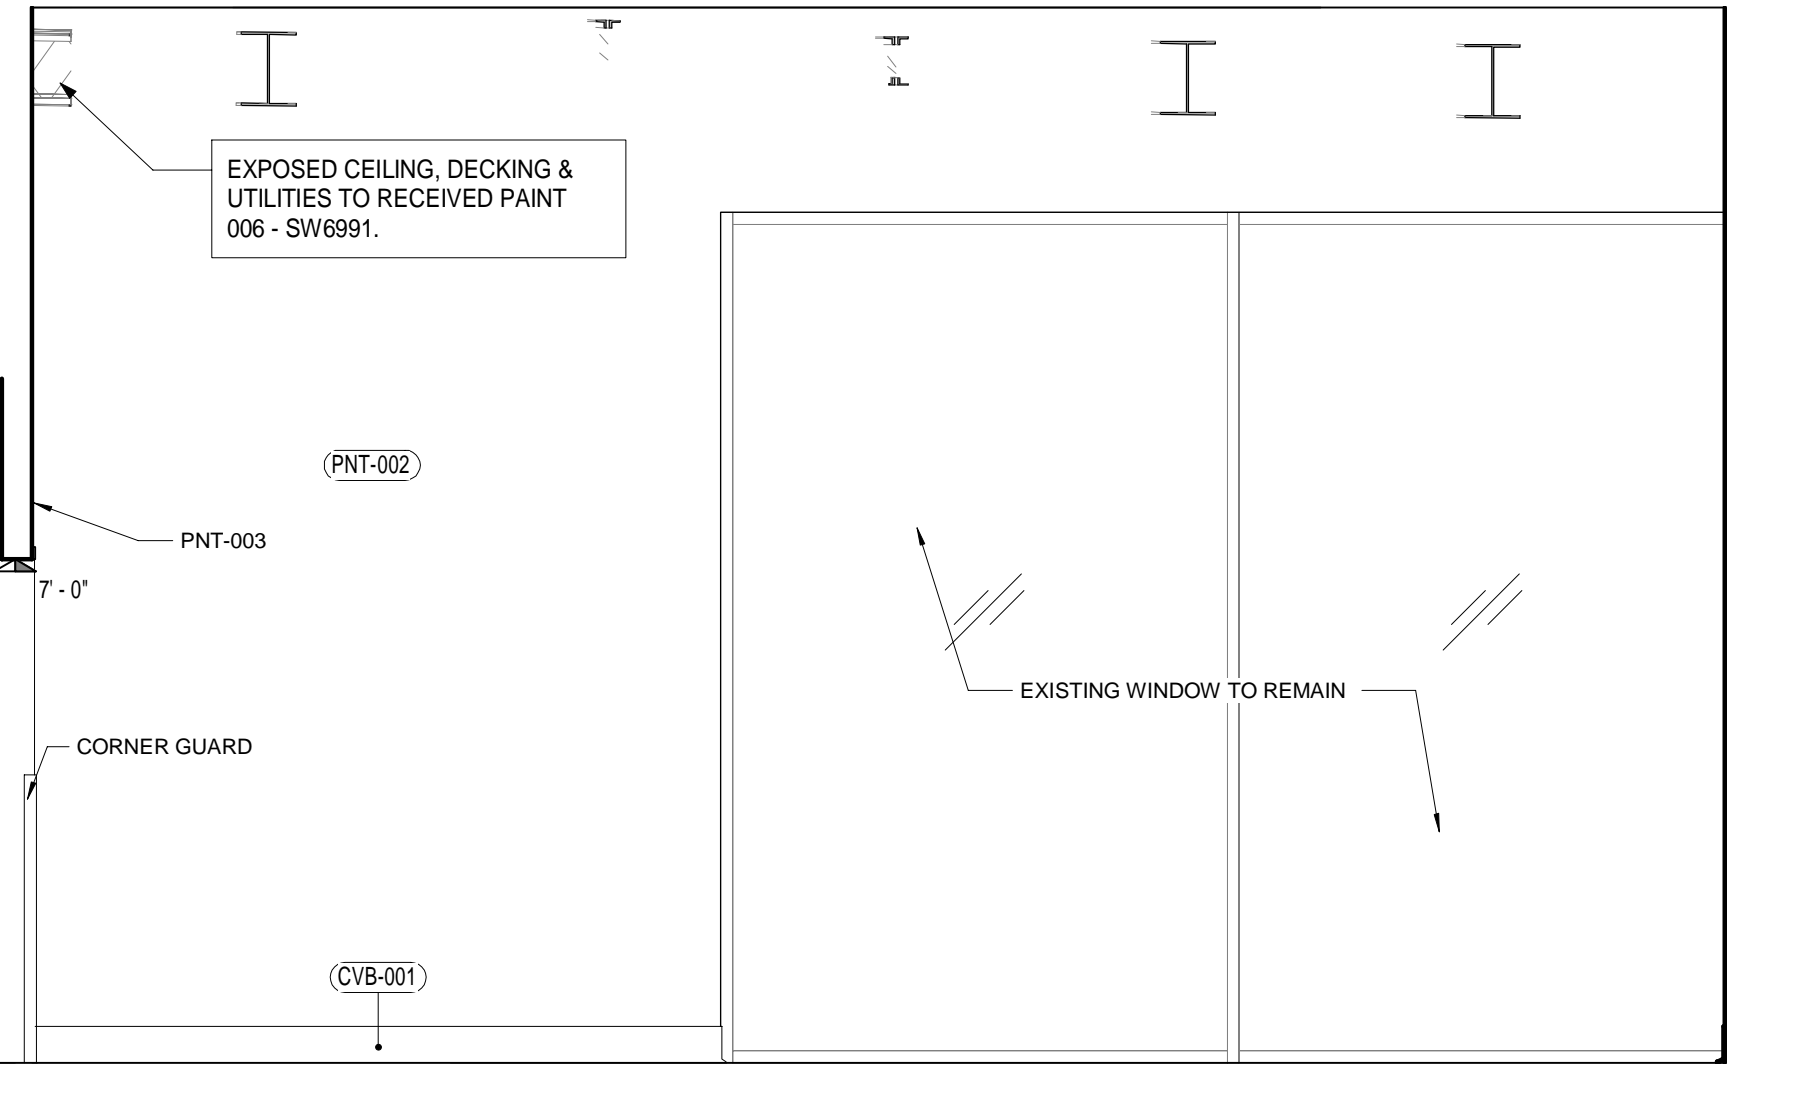 EXPOSED CEILING, DECKING &
UTILITIES TO RECEIVED PAINT
006 - SW6991.
PNT-002
PNT-003
7' - 0"
EXISTING WINDOW TO REMAIN
CORNER GUARD
CVB-001